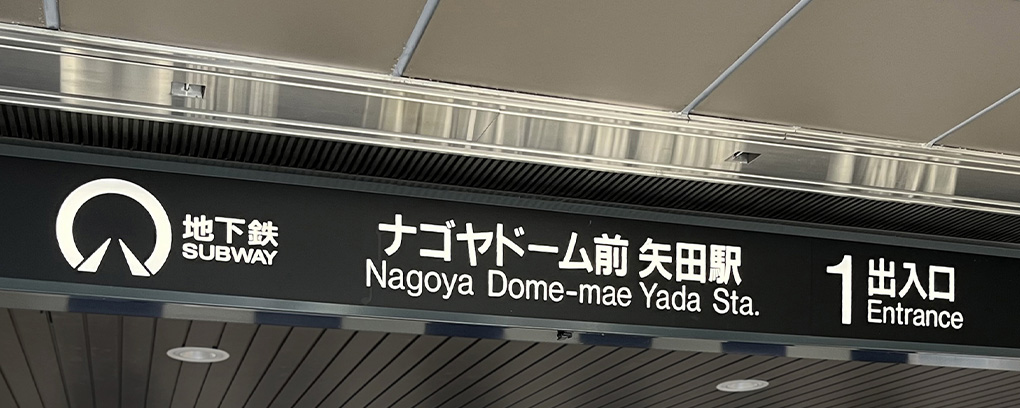 地下鉄
SUBWAY
ナゴヤドーム前 矢田駅
Nagoya Dome-mae Yada Sta.
1 出入口
Entrance